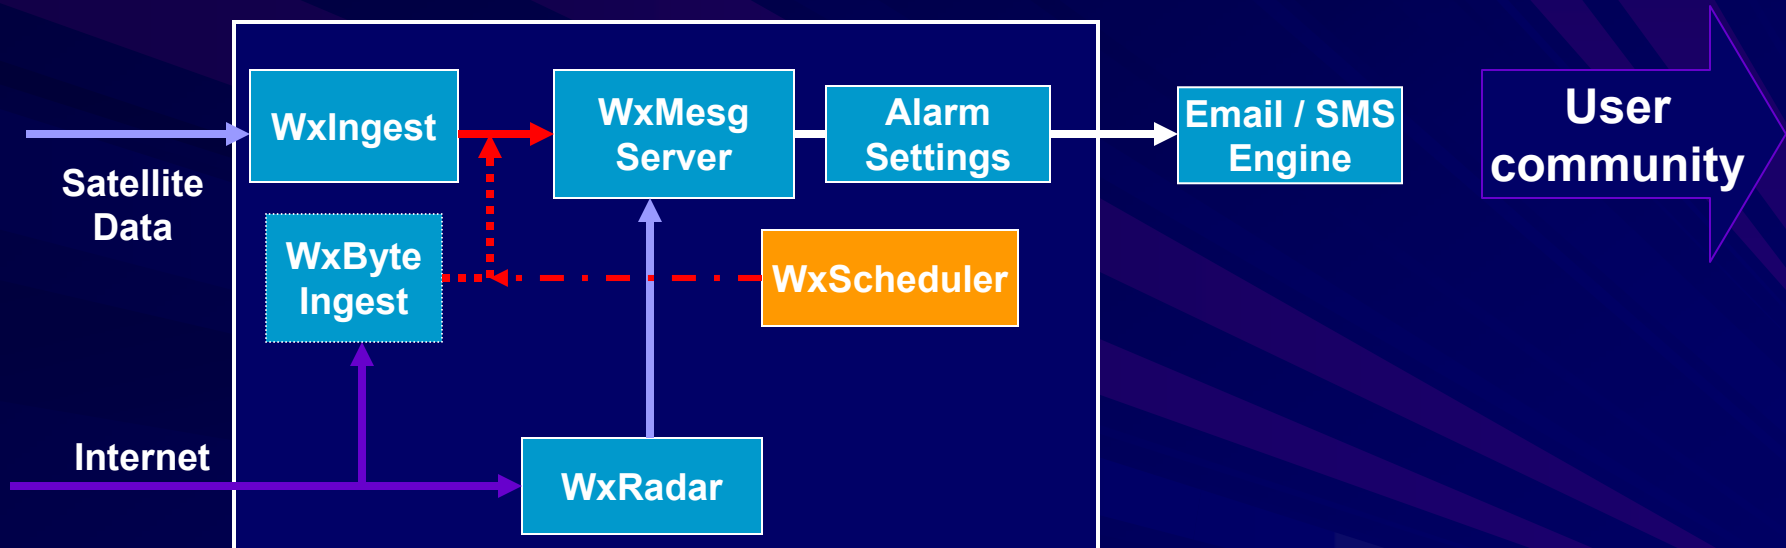 WxIngest
WxMesg
Server
Alarm
Settings
Email / SMS
Engine
User
community
Satellite
Data
WxByte
Ingest
WxScheduler
Internet
WxRadar